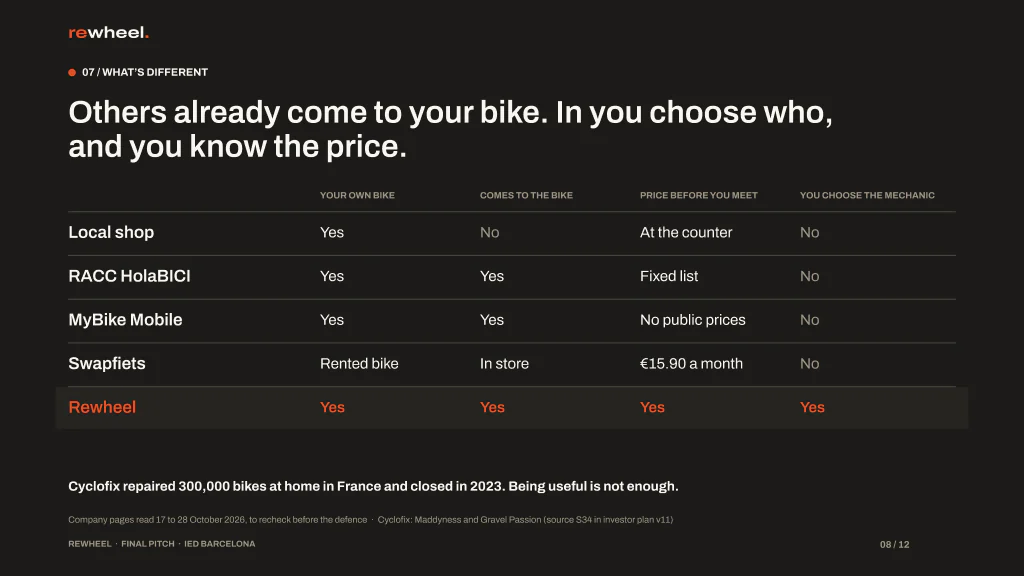 rewheel.
07 / WHAT'S DIFFERENT
Others already come to your bike. In you choose who,
and you know the price.
YOUR OWN BIKE COMES TO THE BIKE PRICE BEFORE YOU MEET YOU CHOOSE THE MECHANIC
Local shop Yes No At the counter No
RACC HolaBICI Yes Yes Fixed list No
MyBike Mobile Yes Yes No public prices No
Swapfiets Rented bike In store €15.90 a month No
Rewheel Yes Yes Yes Yes
Cyclofix repaired 300,000 bikes at home in France and closed in 2023. Being useful is not enough.
Company pages read 17 to 28 October 2026, to recheck before the defence · Cyclofix: Maddyness and Gravel Passion (source S34 in investor plan v11)
REWHEEL · FINAL PITCH · IED BARCELONA 08 / 12